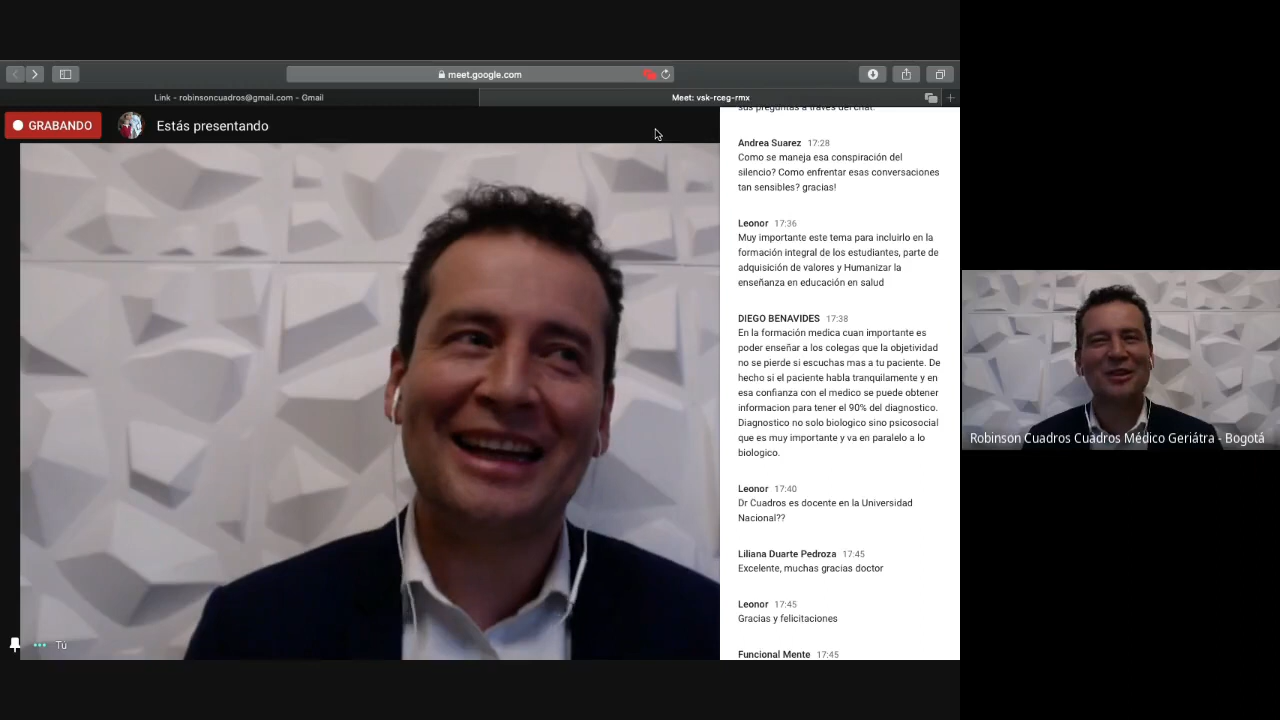 meet.google.com
Link - robinsoncuadros@gmail.com - Gmail
Meet: vsk-rceg-rmx
GRABANDO
Estás presentando
sus preguntas a través del chat.
Andrea Suarez 17:28
Como se maneja esa conspiración del
silencio? Como enfrentar esas conversaciones
tan sensibles? gracias!
Leonor 17:36
Muy importante este tema para incluirlo en la
formación integral de los estudiantes, parte de
adquisición de valores y Humanizar la
enseñanza en educación en salud
DIEGO BENAVIDES 17:38
En la formación medica cuan importante es
poder enseñar a los colegas que la objetividad
no se pierde si escuchas mas a tu paciente. De
hecho si el paciente habla tranquilamente y en
esa confianza con el medico se puede obtener
informacion para tener el 90% del diagnostico.
Diagnostico no solo biologico sino psicosocial
que es muy importante y va en paralelo a lo
biologico.
Leonor 17:40
Dr Cuadros es docente en la Universidad
Nacional??
Liliana Duarte Pedroza 17:45
Excelente, muchas gracias doctor
Leonor 17:45
Gracias y felicitaciones
Funcional Mente 17:45
Tú
Robinson Cuadros Cuadros Médico Geriátra - Bogotá